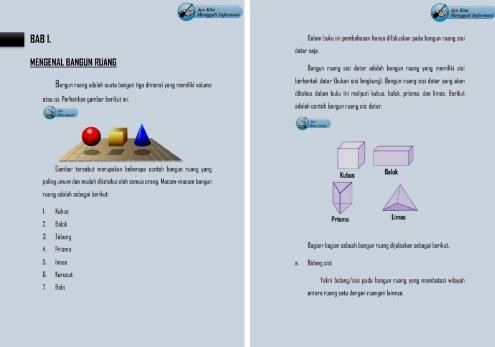 Ayo Kita
Menggali Informasi
BAB I.
MENGENAL BANGUN RUANG
Bangun ruang adalah suatu bangun tiga dimensi yang memiliki volume
atau isi. Perhatikan gambar berikut ini.
Ayo
Kita Amati
Gambar tersebut merupakan beberapa contoh bangun ruang yang
paling umum dan mudah diketahui oleh semua orang. Macam-macam bangun
ruang adalah sebagai berikut:
1. Kubus
2. Balok
3. Tabung
4. Prisma
5. limas
6. Kerucut
7. Bola
Ayo Kita
Menggali Informasi
Dalam buku ini pembahasan hanya difokuskan pada bangun ruang sisi
datar saja.
Bangun ruang sisi datar adalah bangun ruang yang memiliki sisi
berbentuk datar (bukan sisi lengkung). Bangun ruang sisi datar yang akan
dibahas dalam buku ini meliputi kubus, balok, prisma, dan limas. Berikut
adalah contoh bangun ruang sisi datar.
Ayo
Kita Amati
Kubus
Balok
Prisma
Limas
Bagian-bagian sebuah bangun ruang dijelaskan sebagai berikut.
a. Bidang sisi
Yakni bidang/sisi pada bangun ruang yang membatasi wilayah
antara ruang satu dengan ruangan lainnya.